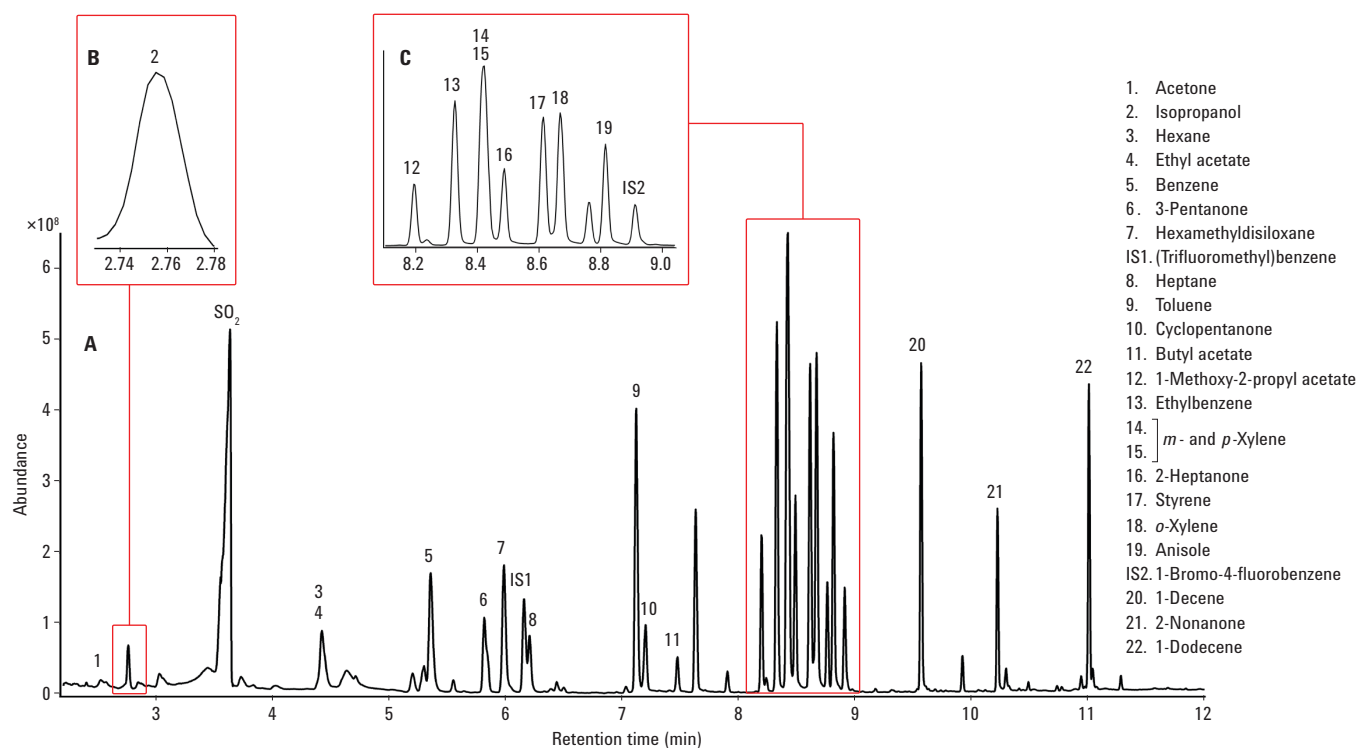 B
2
2.74 2.76 2.78
C
14
15
13
17
18
19
16
12
IS2
8.2 8.4 8.6 8.8 9.0
×10⁸
6
5
4
3
2
1
0
Abundance
A
SO₂
1
3
4
5
6
7
IS1
8
9
10
11
20
21
22
3 4 5 6 7 8 9 10 11 12
Retention time (min)
1. Acetone
2. Isopropanol
3. Hexane
4. Ethyl acetate
5. Benzene
6. 3-Pentanone
7. Hexamethyldisiloxane
IS1. (Trifluoromethyl)benzene
8. Heptane
9. Toluene
10. Cyclopentanone
11. Butyl acetate
12. 1-Methoxy-2-propyl acetate
13. Ethylbenzene
14.
15. m- and p-Xylene
16. 2-Heptanone
17. Styrene
18. o-Xylene
19. Anisole
IS2. 1-Bromo-4-fluorobenzene
20. 1-Decene
21. 2-Nonanone
22. 1-Dodecene